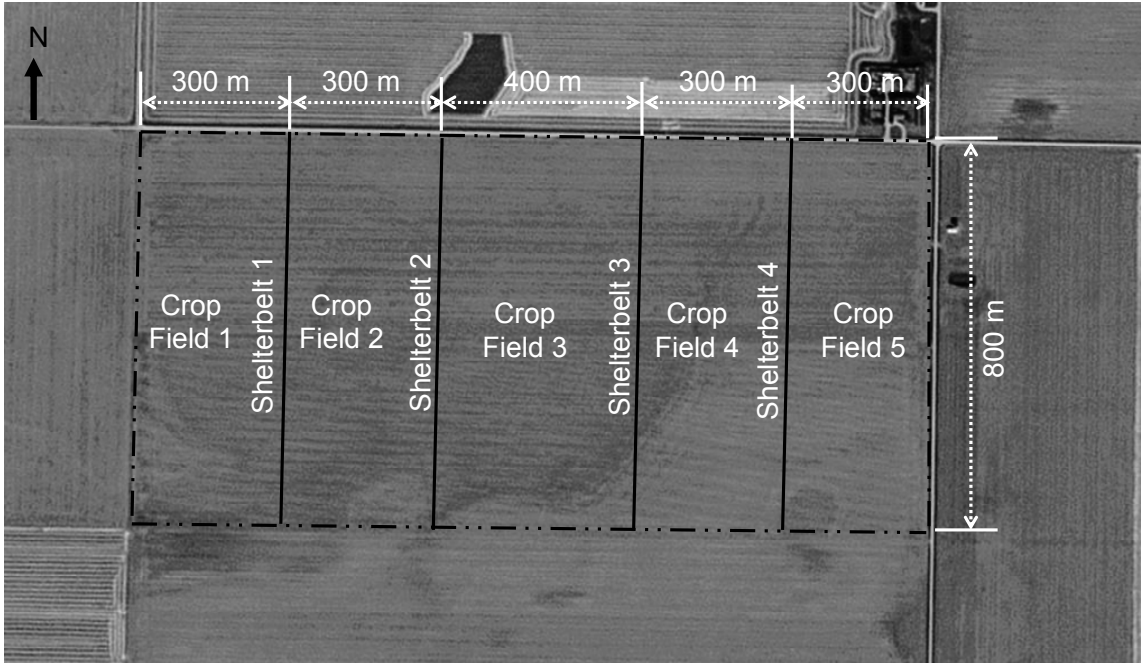 N
300 m
300 m
400 m
300 m
300 m
800 m
Crop
Field 1
Shelterbelt 1
Crop
Field 2
Shelterbelt 2
Crop
Field 3
Shelterbelt 3
Crop
Field 4
Shelterbelt 4
Crop
Field 5